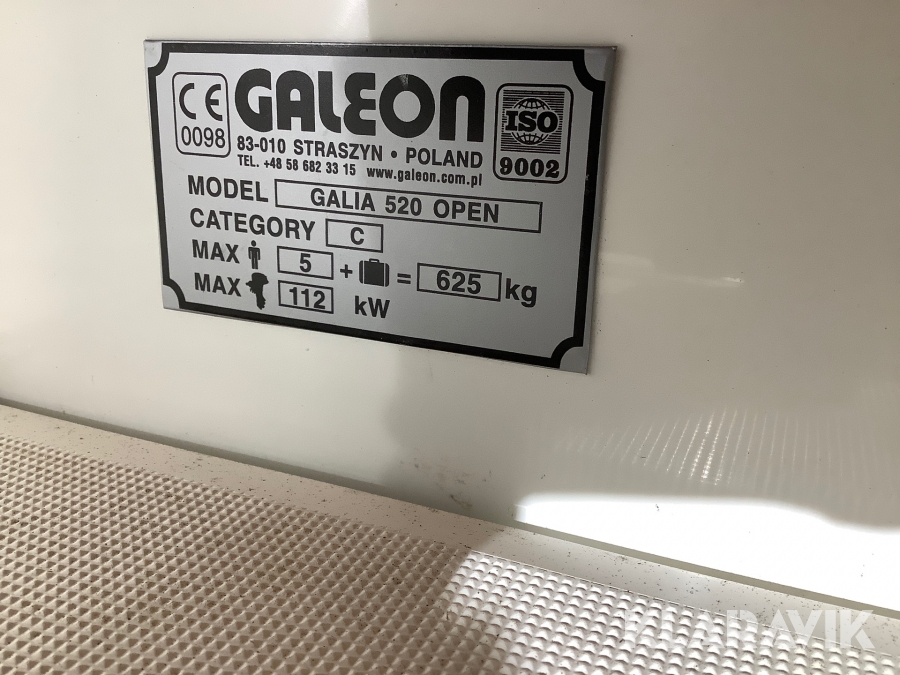 CE 0098
GALEON
ISO 9002
83-010 STRASZYN • POLAND
TEL. +48 58 682 33 15 www.galeon.com.pl
MODEL GALIA 520 OPEN
CATEGORY C
MAX 5 + = 625 kg
MAX 112 kW
KLARAVIK